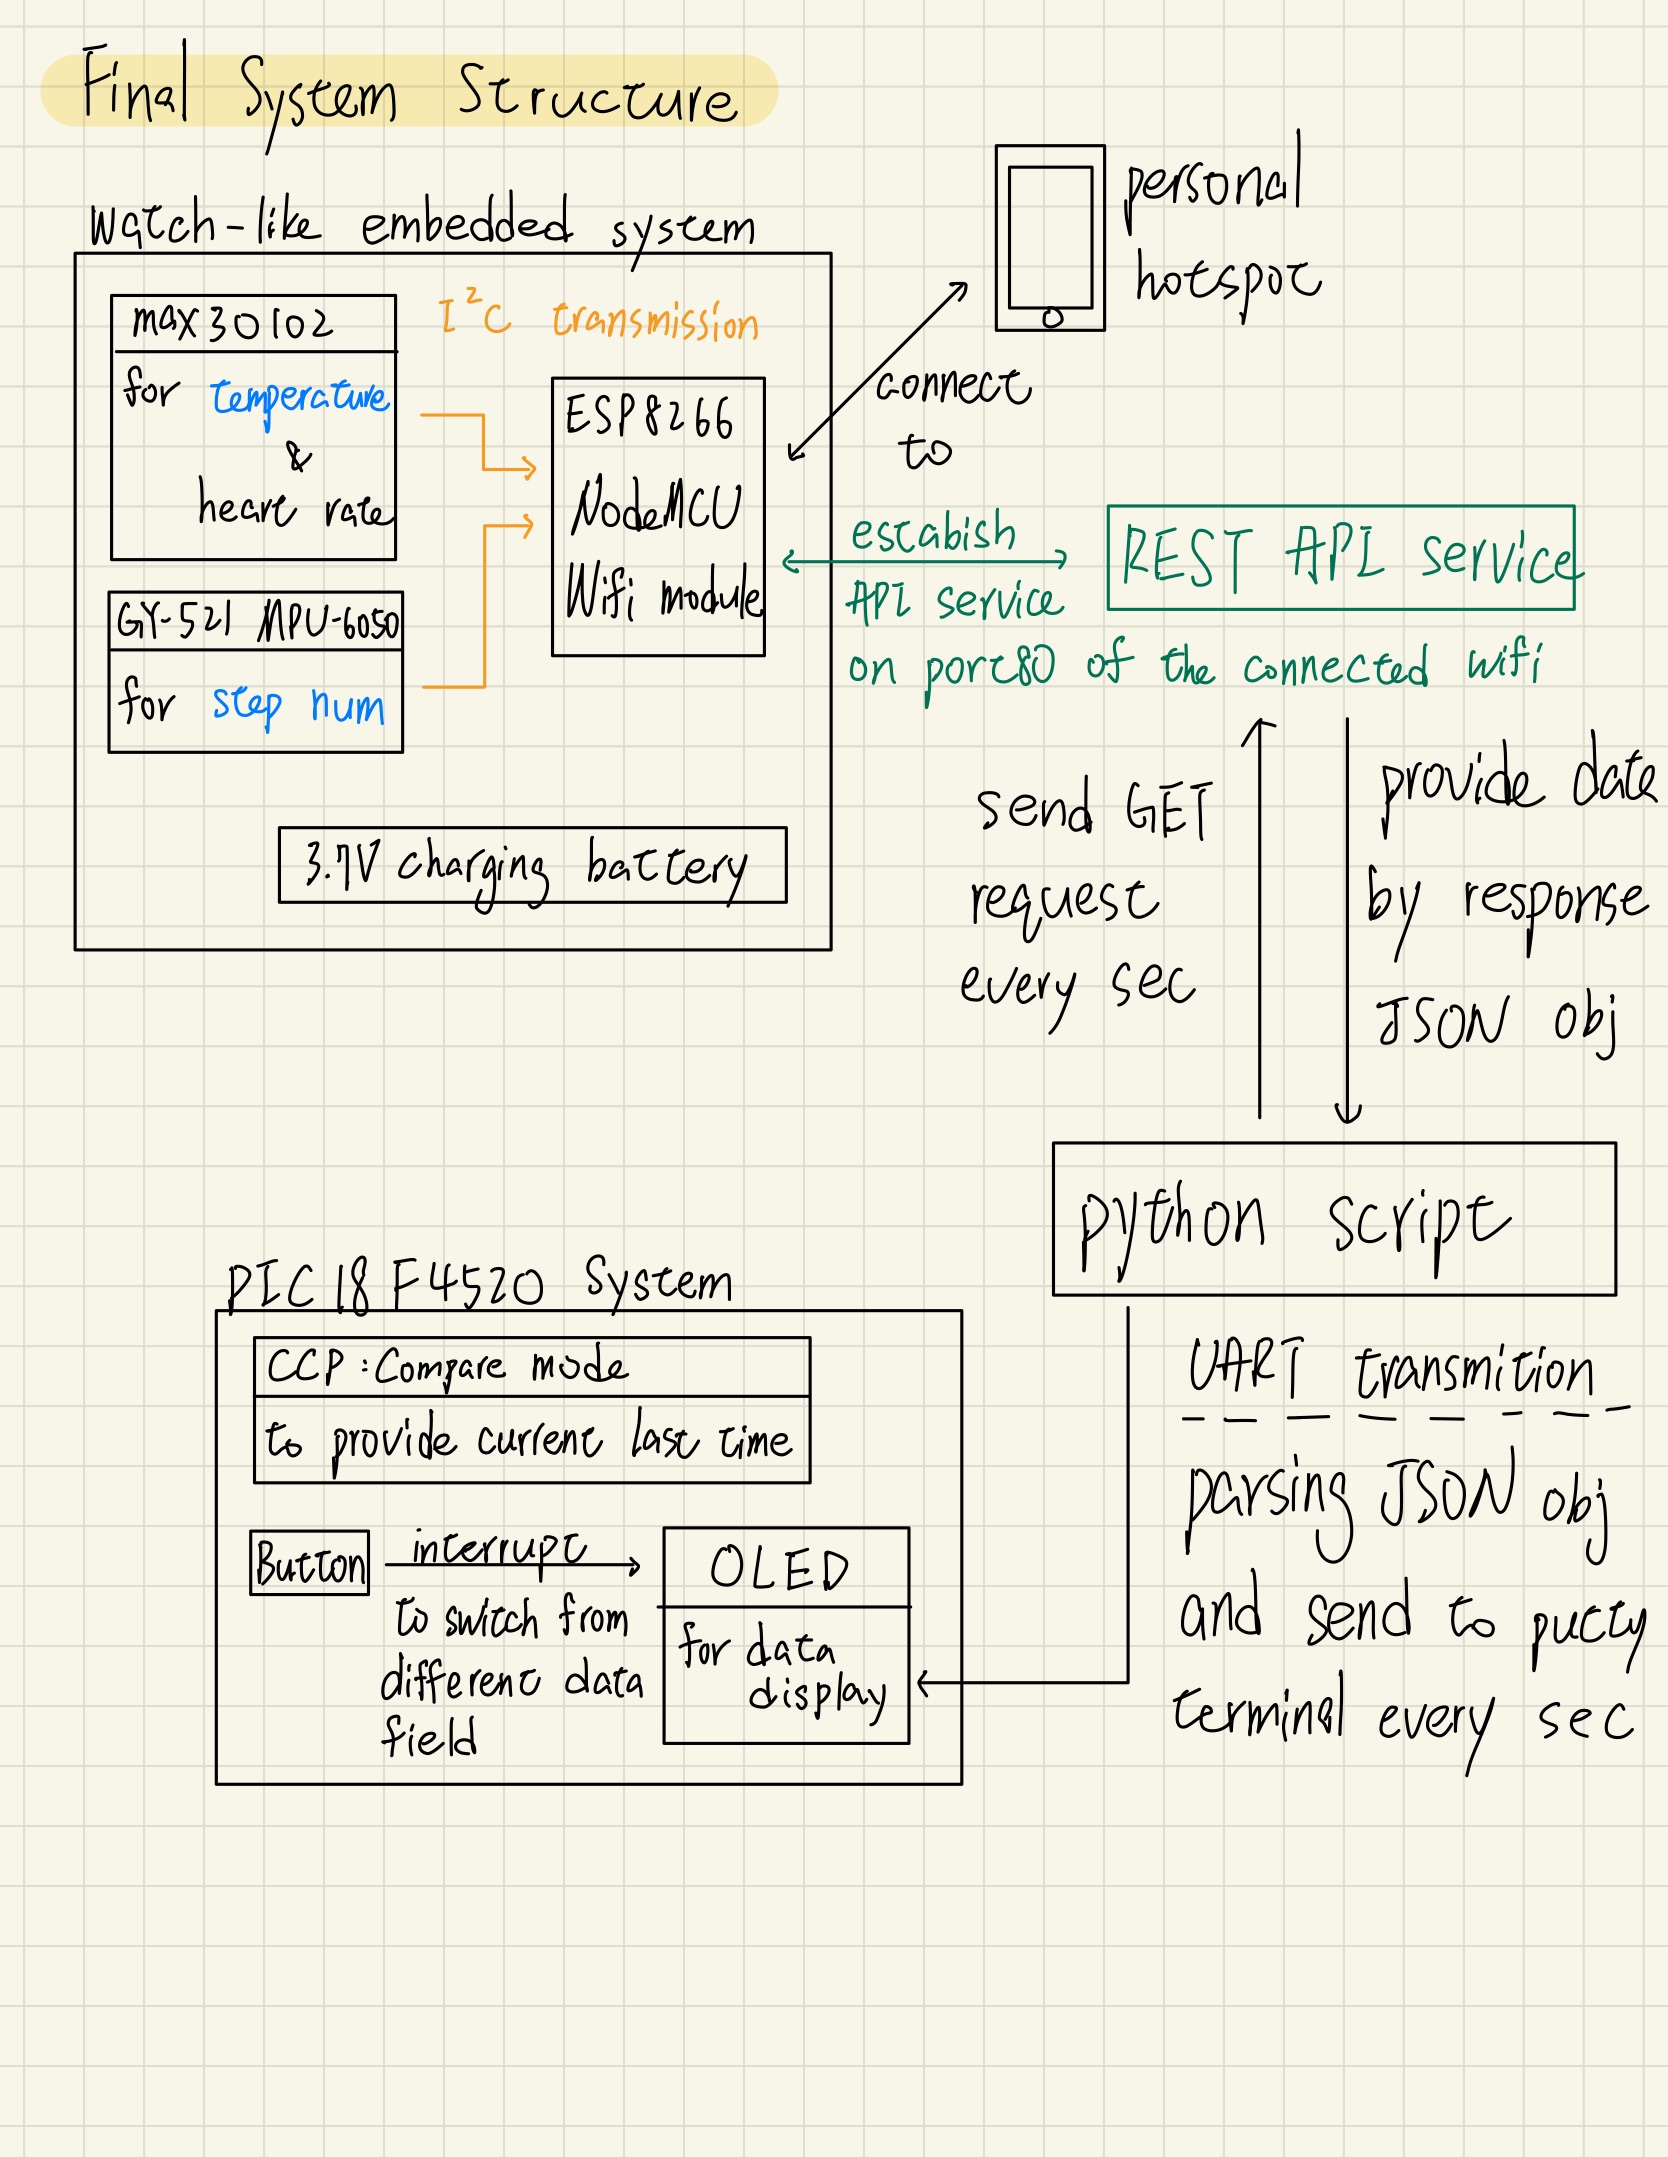 Final System Structure
watch-like embedded system
max30102
for temperature
&
heart rate
I²C transmission
ESP8266
NodeMCU
Wifi module
GY-521 MPU-6050
for step num
3.7V charging battery
personal
hotspot
connect
to
estabish
API service
on port80 of the connected wifi
REST API service
send GET
request
every sec
provide date
by response
JSON obj
python script
UART transmition
parsing JSON obj
and send to putty
terminal every sec
PIC18F4520 System
CCP : Compare mode
to provide current last time
Button
interrupt
to switch from
different data
field
OLED
for data
display